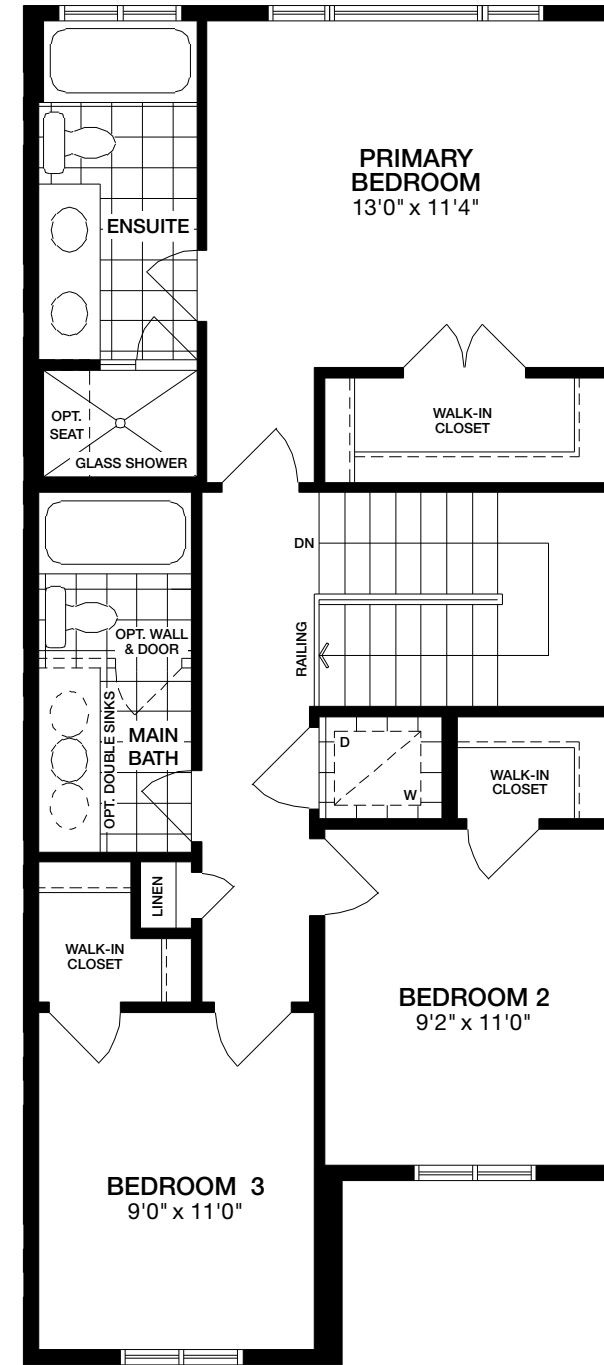 PRIMARY
BEDROOM
13'0" x 11'4"
ENSUITE
OPT.
SEAT
GLASS SHOWER
WALK-IN
CLOSET
DN
RAILING
OPT. WALL
& DOOR
OPT. DOUBLE SINKS
MAIN
BATH
D
W
WALK-IN
CLOSET
LINEN
WALK-IN
CLOSET
BEDROOM 2
9'2" x 11'0"
BEDROOM 3
9'0" x 11'0"